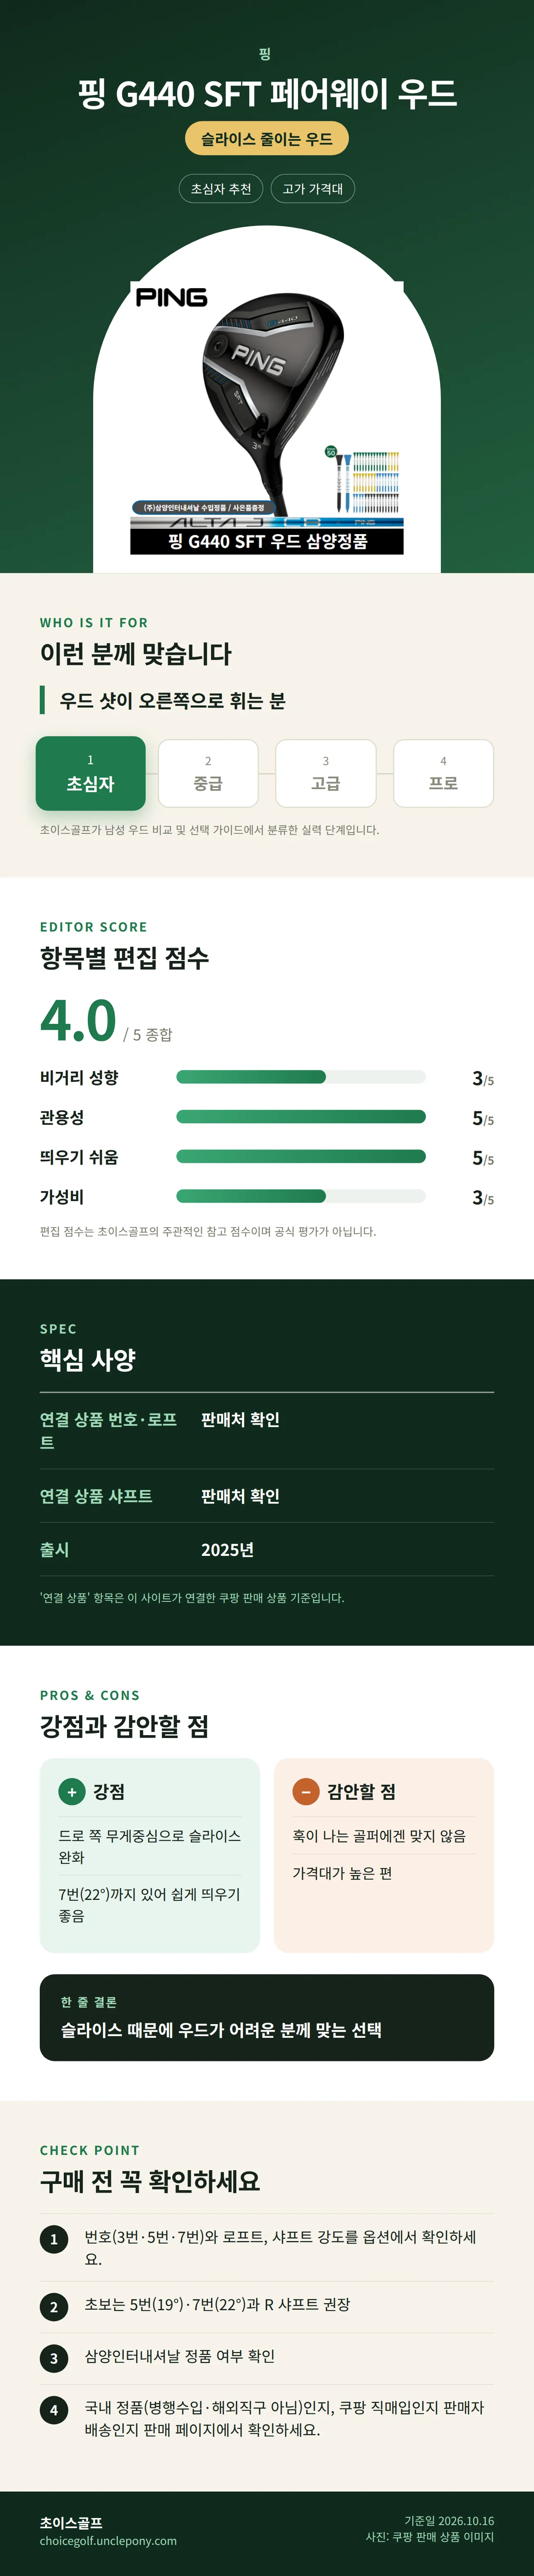 핑
핑 G440 SFT 페어웨이 우드
슬라이스 줄이는 우드
초심자 추천
고가 가격대
PING
G440
PING
SFT
(주)삼양인터내셔날 수입정품 / 사은품증정
50
ALTA J
핑 G440 SFT 우드 삼양정품
WHO IS IT FOR
이런 분께 맞습니다
우드 샷이 오른쪽으로 휘는 분
1
초심자
2
중급
3
고급
4
프로
초이스골프가 남성 우드 비교 및 선택 가이드에서 분류한 실력 단계입니다.
EDITOR SCORE
항목별 편집 점수
4.0 / 5 종합
비거리 성향 3/5
관용성 5/5
띄우기 쉬움 5/5
가성비 3/5
편집 점수는 초이스골프의 주관적인 참고 점수이며 공식 평가가 아닙니다.
SPEC
핵심 사양
연결 상품 번호·로프
트
판매처 확인
연결 상품 샤프트 판매처 확인
출시 2025년
'연결 상품' 항목은 이 사이트가 연결한 쿠팡 판매 상품 기준입니다.
PROS & CONS
강점과 감안할 점
+ 강점
드로 쪽 무게중심으로 슬라이스
완화
7번(22°)까지 있어 쉽게 띄우기
좋음
− 감안할 점
훅이 나는 골퍼에겐 맞지 않음
가격대가 높은 편
한 줄 결론
슬라이스 때문에 우드가 어려운 분께 맞는 선택
CHECK POINT
구매 전 꼭 확인하세요
1 번호(3번·5번·7번)와 로프트, 샤프트 강도를 옵션에서 확인하세
요.
2 초보는 5번(19°)·7번(22°)과 R 샤프트 권장
3 삼양인터내셔날 정품 여부 확인
4 국내 정품(병행수입·해외직구 아님)인지, 쿠팡 직매입인지 판매자
배송인지 판매 페이지에서 확인하세요.
초이스골프
choicegolf.unclepony.com
기준일 2026.10.16
사진: 쿠팡 판매 상품 이미지